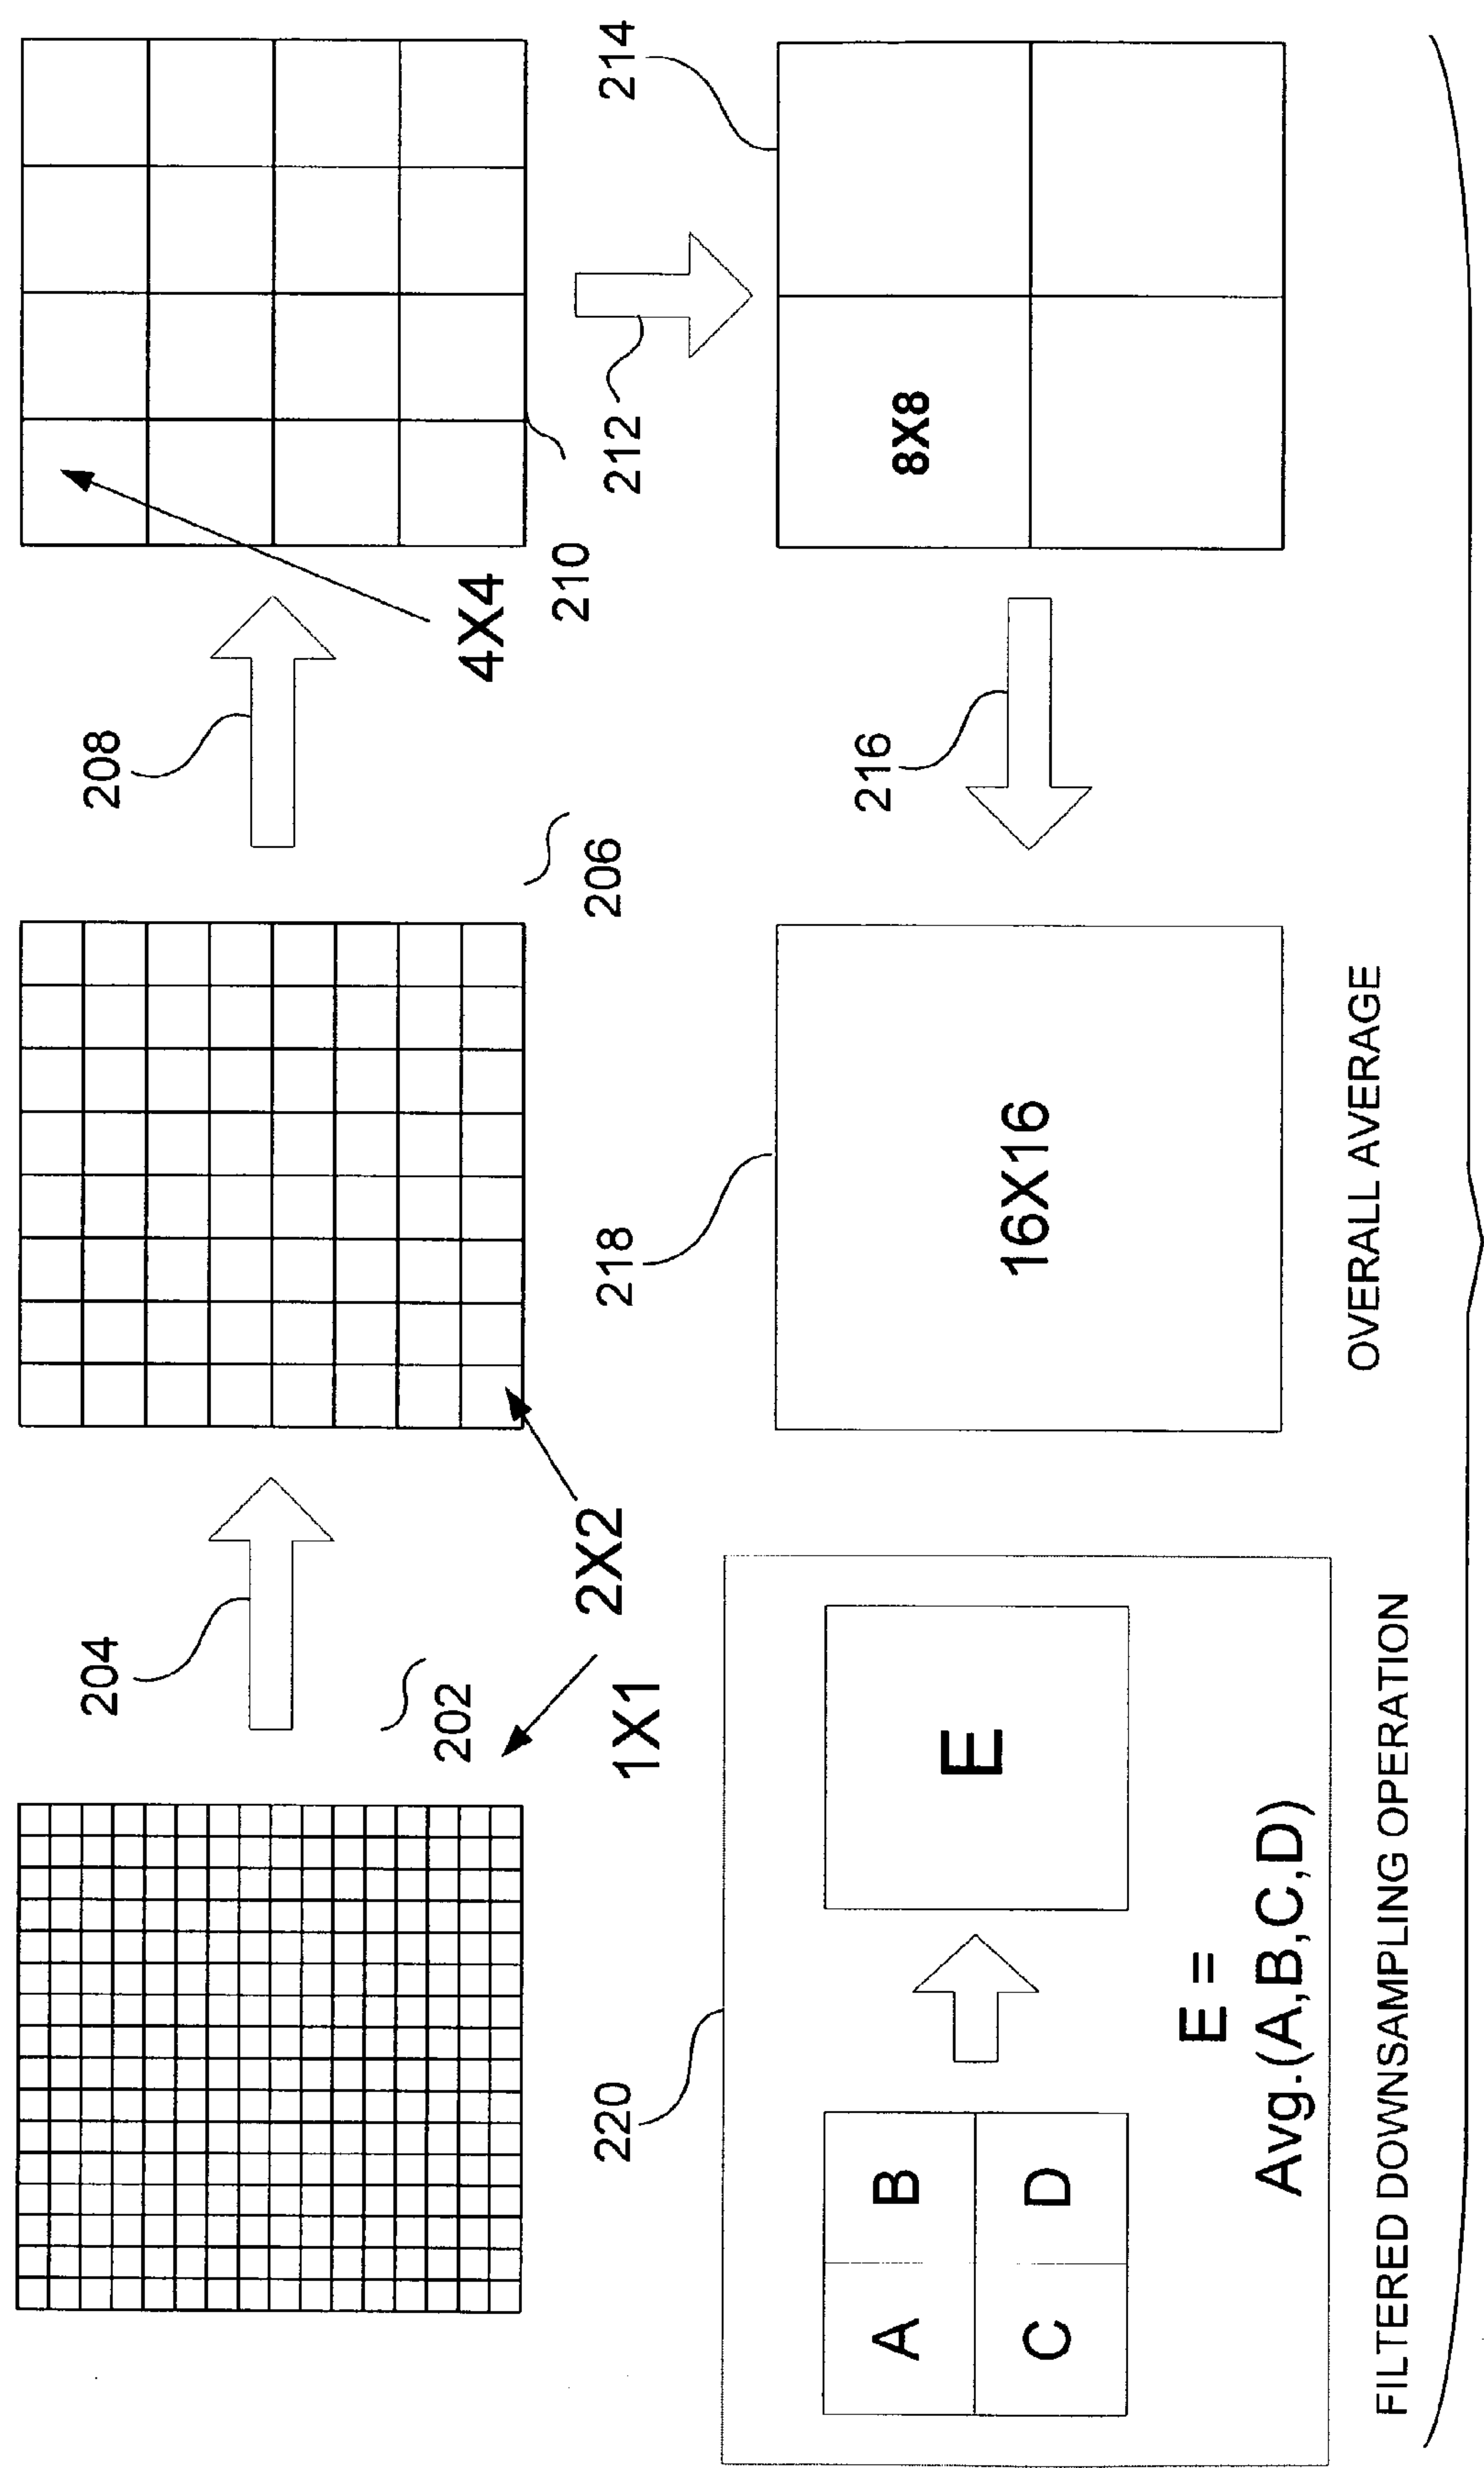 204
208
202
1X1
2X2
206
4X4
210
212
214
220
218
216
A B
C D
E
E =
Avg.(A,B,C,D)
16X16
8X8
FILTERED DOWNSAMPLING OPERATION
OVERALL AVERAGE